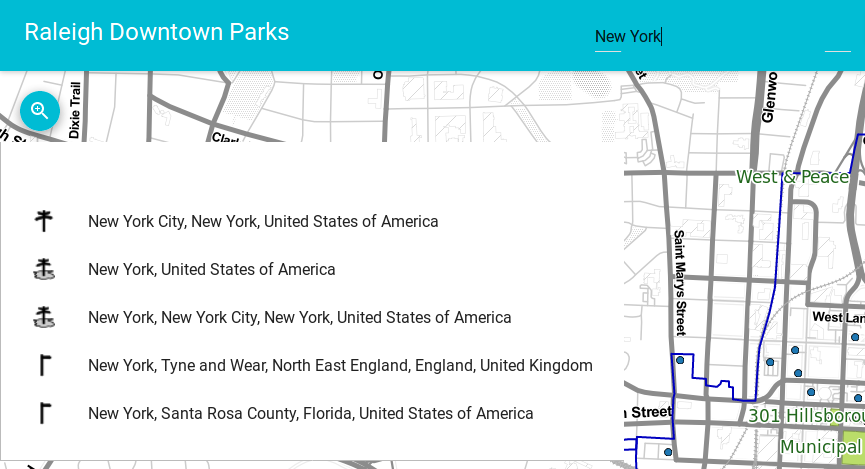 Raleigh Downtown Parks
New York
Dixie Trail
Glenwo
West & Peace
New York City, New York, United States of America
New York, United States of America
New York, New York City, New York, United States of America
New York, Tyne and Wear, North East England, England, United Kingdom
New York, Santa Rosa County, Florida, United States of America
Saint Marys Street
West Lan
Street
301 Hillsborou
Municipal